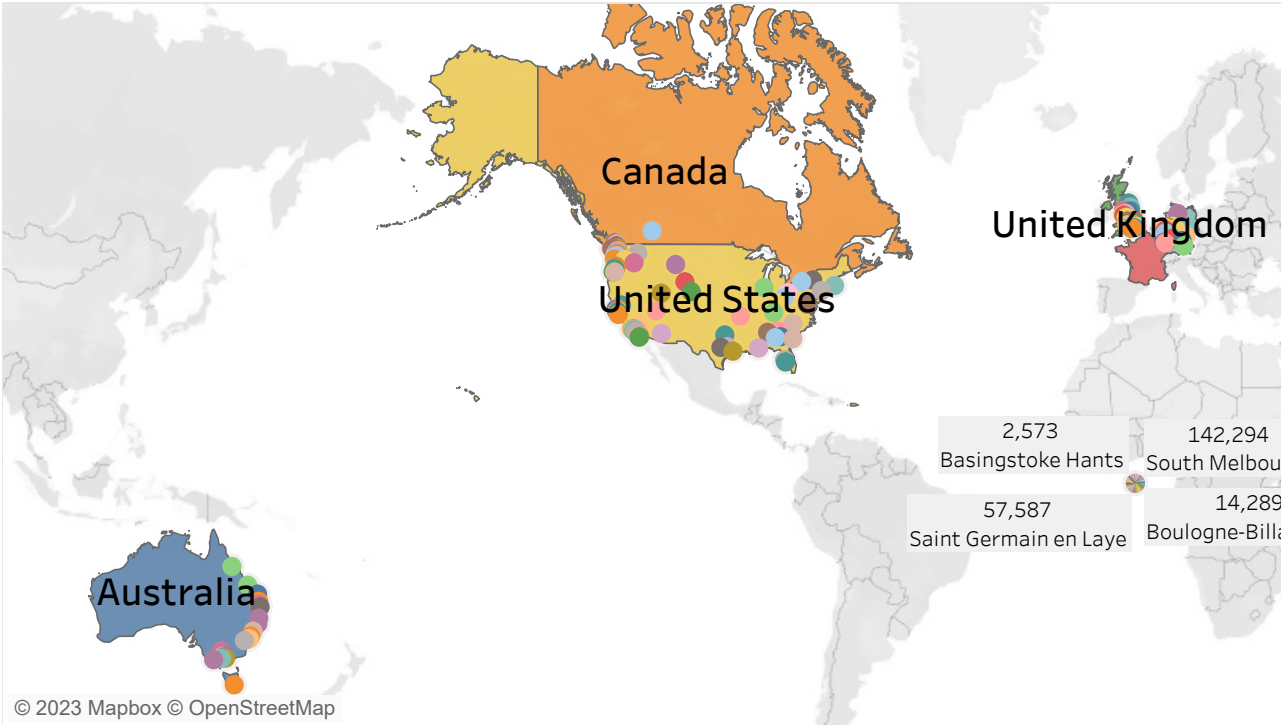 Canada
United Kingdom
United States
2,573
Basingstoke Hants
142,294
South Melbou
57,587
Saint Germain en Laye
14,289
Boulogne-Billa
Australia
© 2023 Mapbox © OpenStreetMap